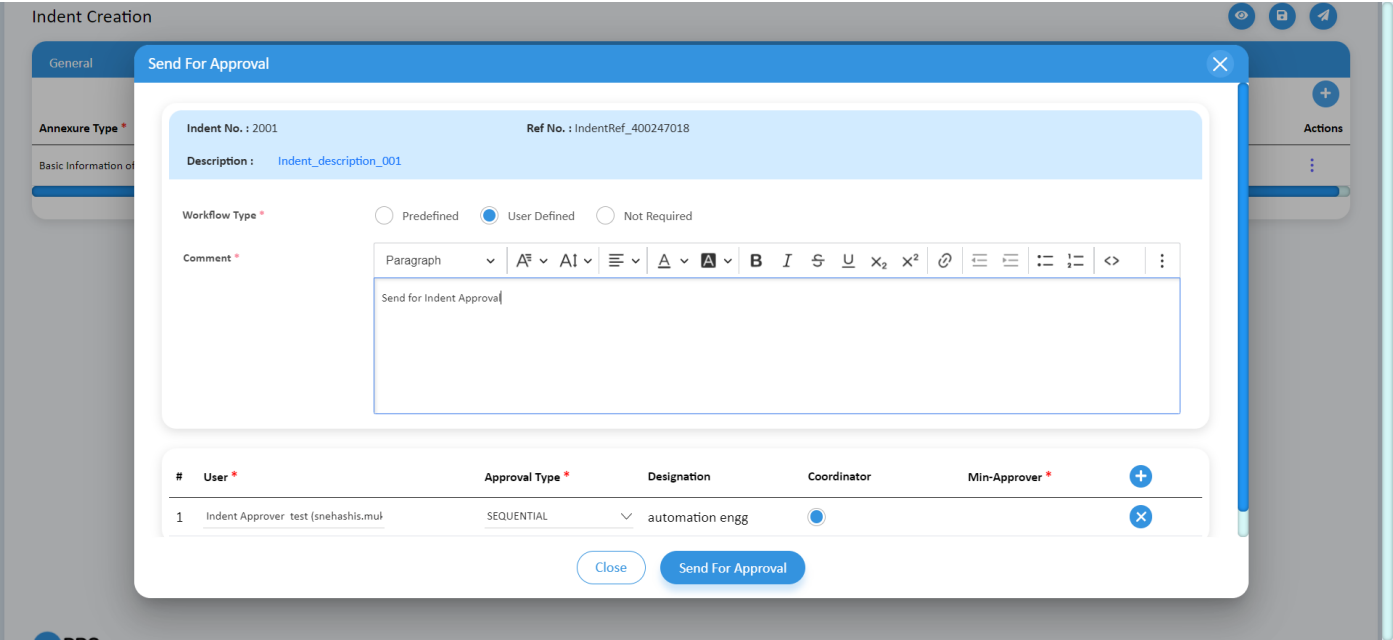 Indent Creation
General
Send For Approval
Annexure Type *
Actions
Basic Information of
Indent No. : 2001
Ref No. : IndentRef_400247018
Description : Indent_description_001
Workflow Type *
Predefined
User Defined
Not Required
Comment *
Paragraph
Send for Indent Approval
# User * Approval Type * Designation Coordinator Min-Approver *
1 Indent Approver test (snehashis.muk SEQUENTIAL automation engg
Close
Send For Approval